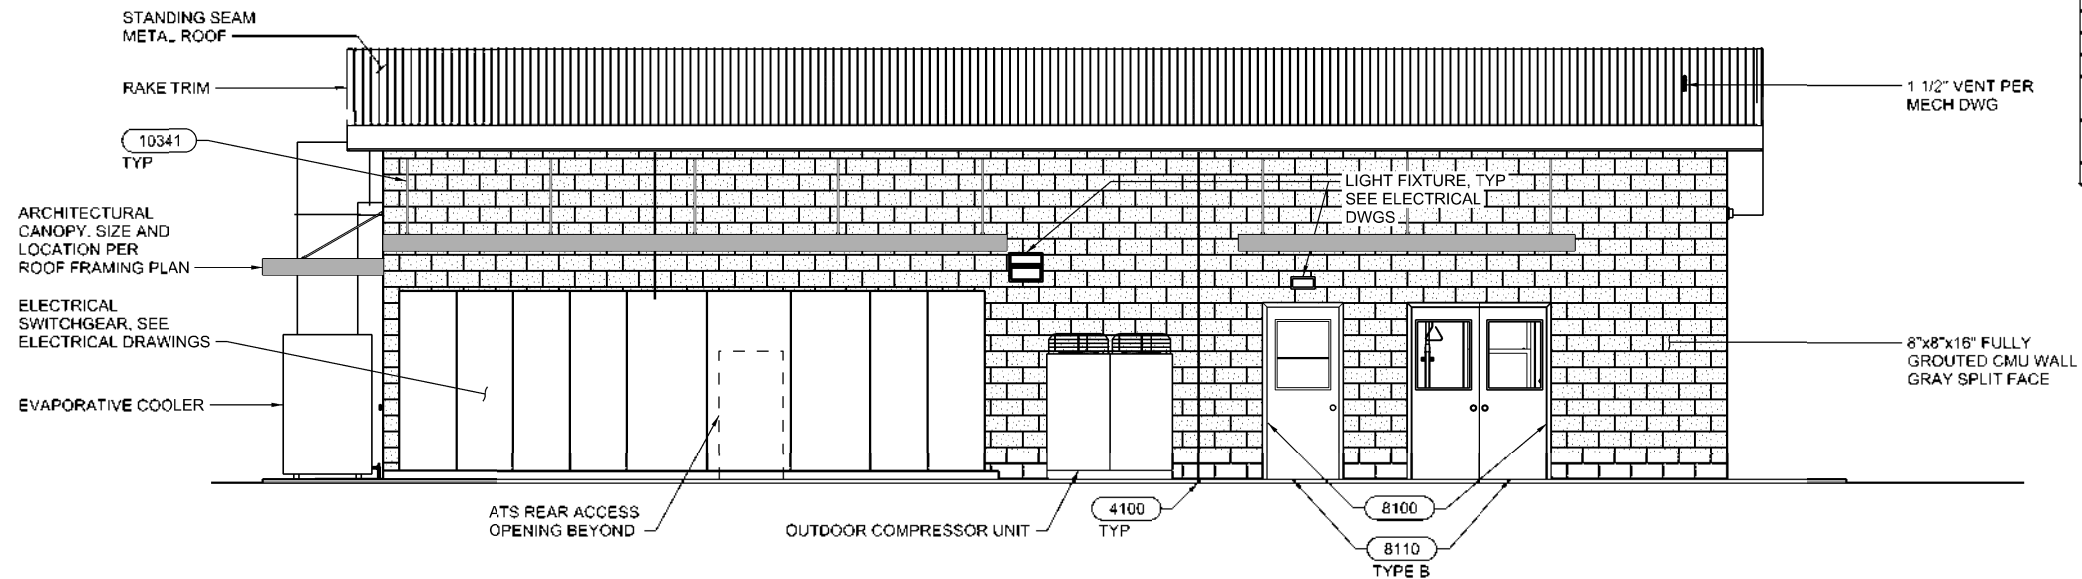 STANDING SEAM
METAL ROOF
RAKE TRIM
10341
TYP
ARCHITECTURAL
CANOPY. SIZE AND
LOCATION PER
ROOF FRAMING PLAN
ELECTRICAL
SWITCHGEAR, SEE
ELECTRICAL DRAWINGS
EVAPORATIVE COOLER
ATS REAR ACCESS
OPENING BEYOND
OUTDOOR COMPRESSOR UNIT
4100
TYP
8100
8110
TYPE B
LIGHT FIXTURE, TYP
SEE ELECTRICAL
DWGS
1 1/2" VENT PER
MECH DWG
8"x8"x16" FULLY
GROUTED CMU WALL
GRAY SPLIT FACE